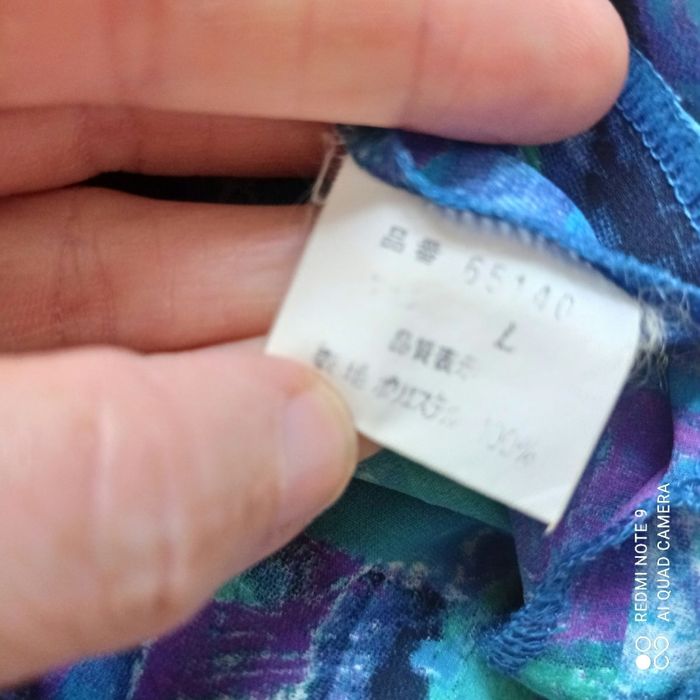 品番 65140
L
品質表示
ポリエステル 100%
REDMI NOTE 9
AI QUAD CAMERA